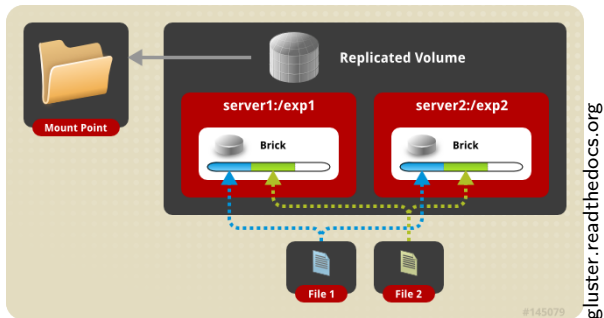 Replicated Volume
Mount Point
server1:/exp1
server2:/exp2
Brick
Brick
File 1
File 2
#145079
gluster.readthedocs.org